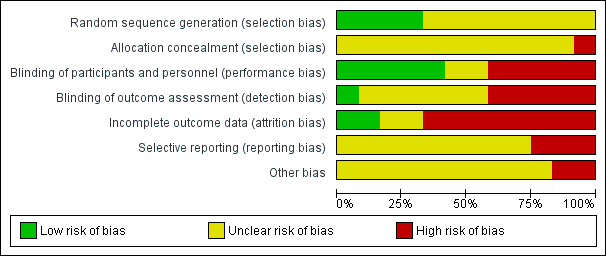 Random sequence generation (selection bias)
Allocation concealment (selection bias)
Blinding of participants and personnel (performance bias)
Blinding of outcome assessment (detection bias)
Incomplete outcome data (attrition bias)
Selective reporting (reporting bias)
Other bias
0% 25% 50% 75% 100%
Low risk of bias Unclear risk of bias High risk of bias